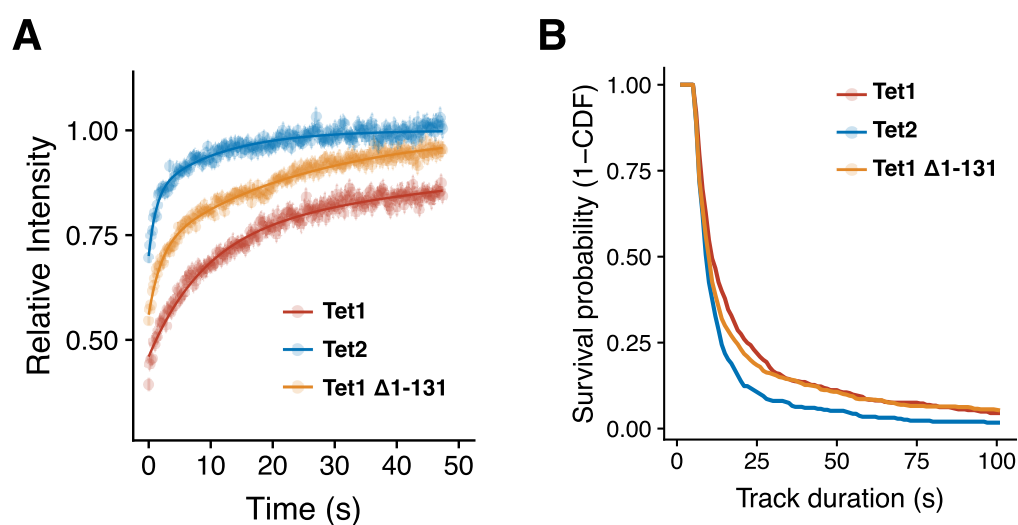 A
Relative Intensity
1.00
0.75
0.50
0 10 20 30 40 50
Time (s)
Tet1
Tet2
Tet1 Δ1-131
B
Survival probability (1−CDF)
1.00
0.75
0.50
0.25
0.00
0 25 50 75 100
Track duration (s)
Tet1
Tet2
Tet1 Δ1-131